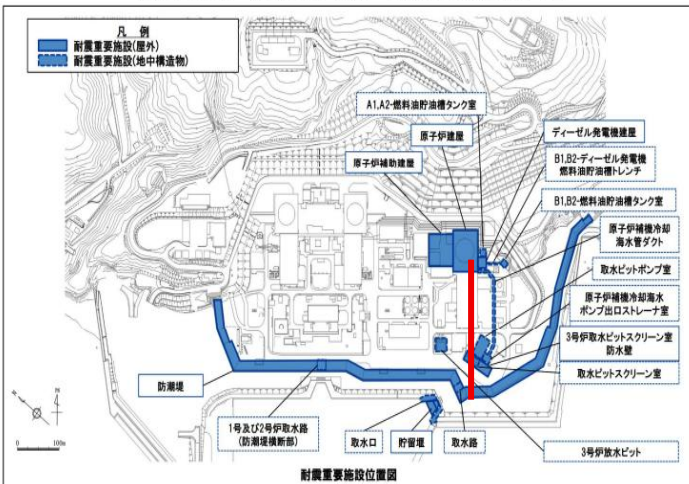 凡　例
耐震重要施設(屋外)
耐震重要施設(地中構造物)
A1,A2-燃料油貯油槽タンク室
原子炉建屋
原子炉補助建屋
ディーゼル発電機建屋
B1,B2-ディーゼル発電機
燃料油貯油槽トレンチ
B1,B2-燃料油貯油槽タンク室
原子炉補機冷却
海水管ダクト
取水ピットポンプ室
原子炉補機冷却海水
ポンプ出口ストレーナ室
3号炉取水ピットスクリーン室
防水壁
取水ピットスクリーン室
防潮堤
1号及び2号炉取水路
(防潮堤横断部)
取水口
貯留堰
取水路
3号炉放水ピット
0
100m
耐震重要施設位置図